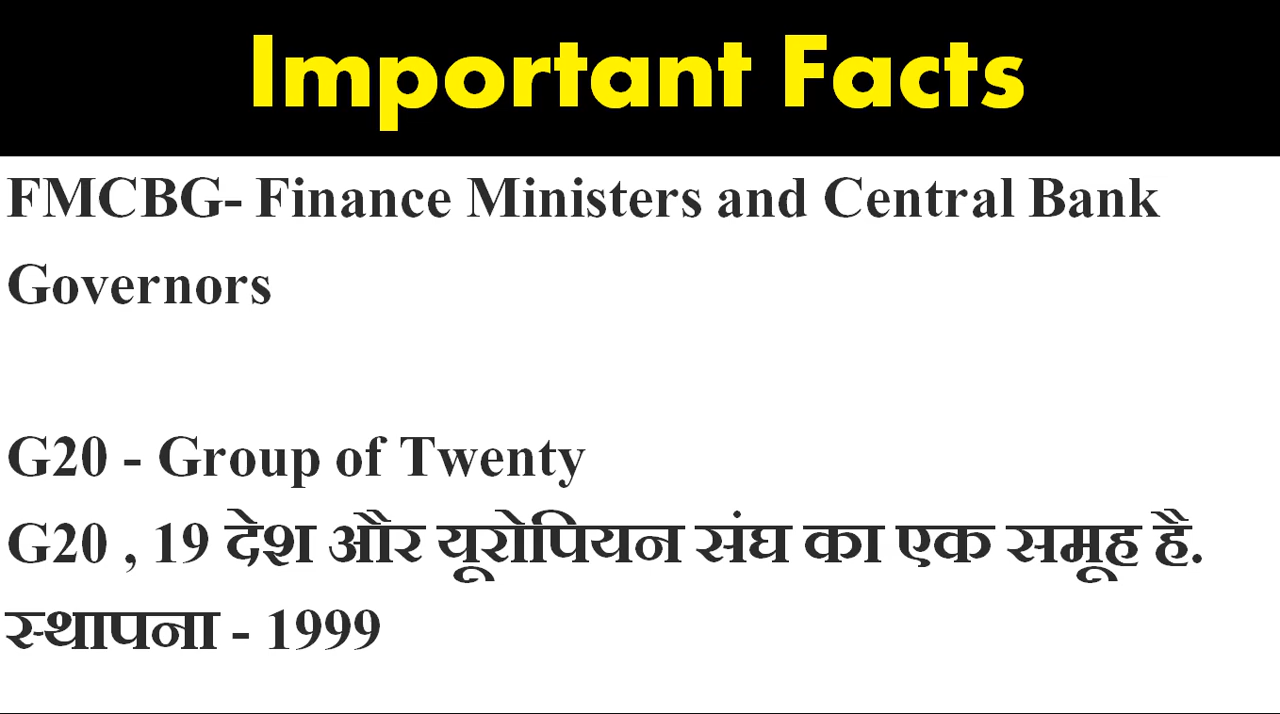 Important Facts
FMCBG- Finance Ministers and Central Bank
Governors
G20 - Group of Twenty
G20 , 19 देश और यूरोपियन संघ का एक समूह है.
स्थापना - 1999